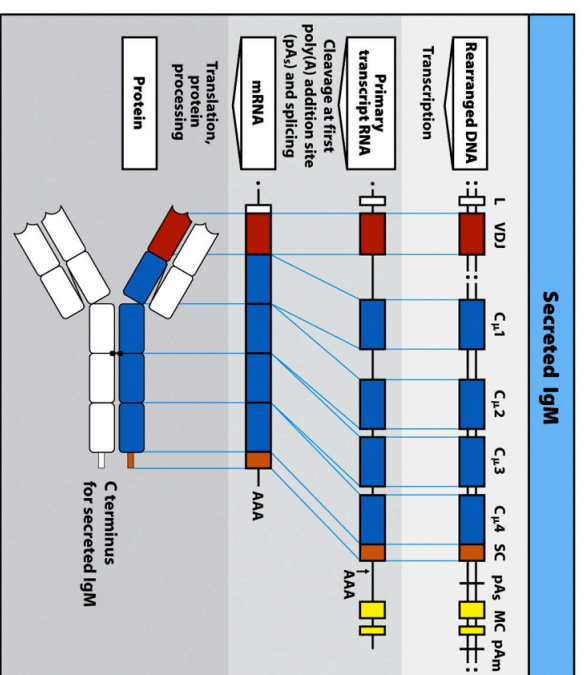 Secreted IgM
L VDJ Cμ1 Cμ2 Cμ3 Cμ4 SC pAs MC pAm
Rearranged DNA
Transcription
Primary
transcript RNA
AAA
Cleavage at first
poly(A) addition site
(pAs) and splicing
mRNA
AAA
Translation,
protein
processing
Protein
C terminus
for secreted IgM